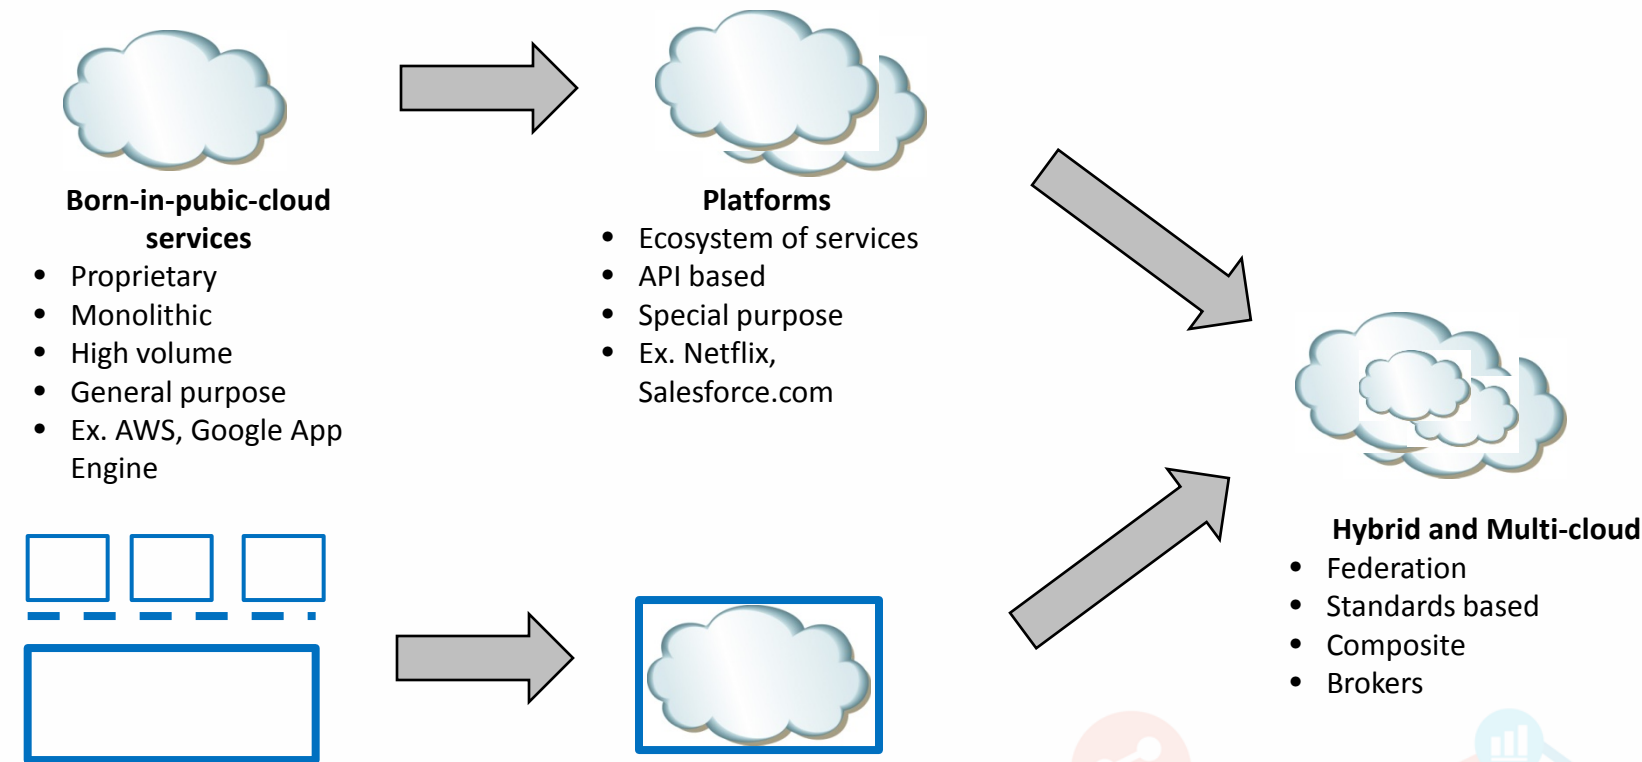 Born-in-pubic-cloud
services
• Proprietary
• Monolithic
• High volume
• General purpose
• Ex. AWS, Google App
Engine
Platforms
• Ecosystem of services
• API based
• Special purpose
• Ex. Netflix,
Salesforce.com
Hybrid and Multi-cloud
• Federation
• Standards based
• Composite
• Brokers